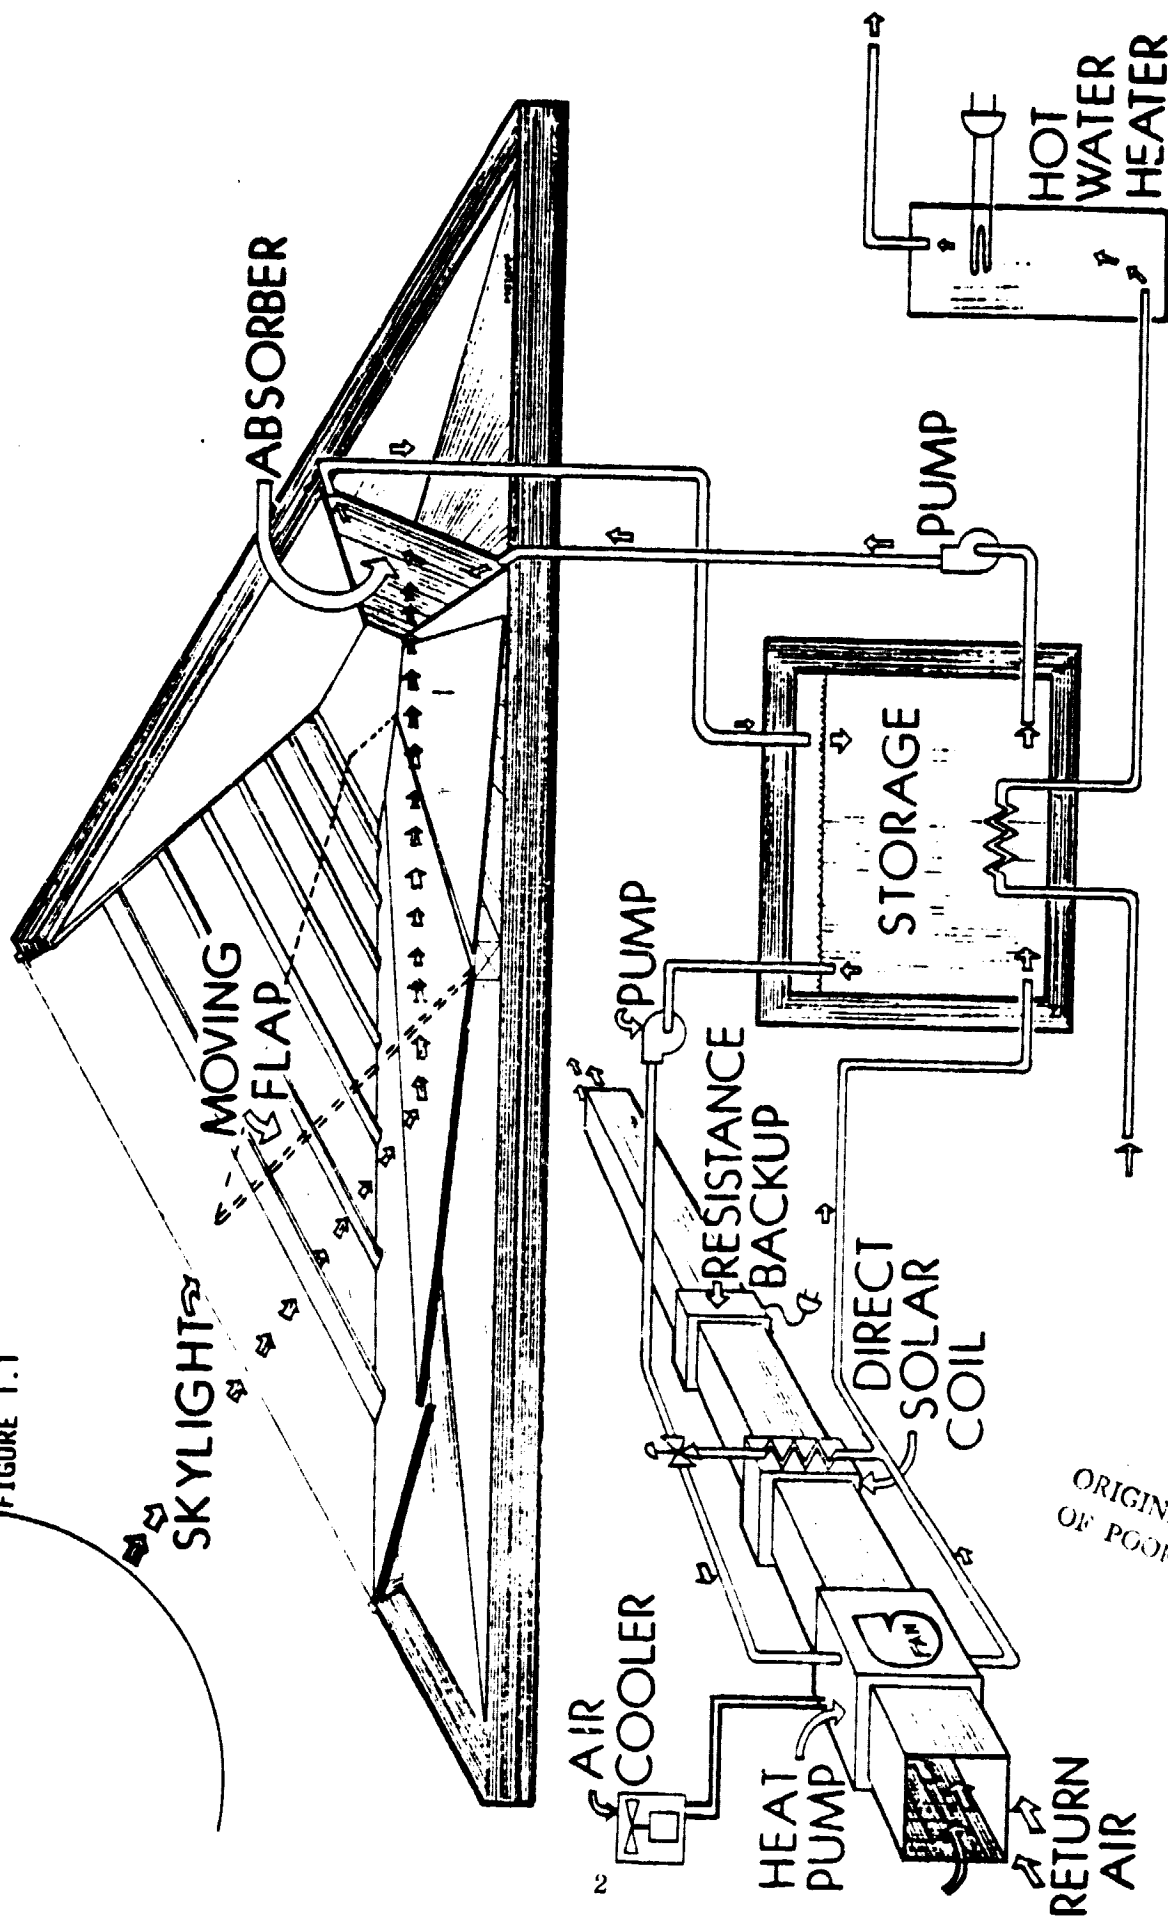 FIGURE 1.1
SKYLIGHT
MOVING
FLAP
ABSORBER
AIR
COOLER
HEAT
PUMP
FAN
RETURN
AIR
DIRECT
SOLAR
COIL
RESISTANCE
BACKUP
PUMP
STORAGE
PUMP
HOT
WATER
HEATER
OF
2